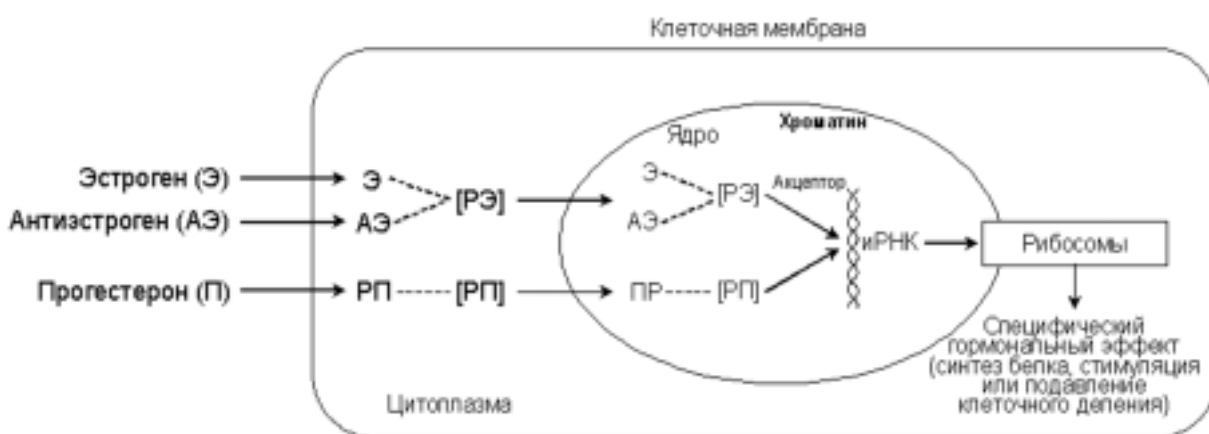 Клеточная мембрана
Ядро
Хроматин
Эстроген (Э)
Э
[РЭ]
Э
[РЭ]
Акцептор
Антиэстроген (АЭ)
АЭ
АЭ
иРНК
Рибосомы
Прогестерон (П)
РП
[РП]
ПР
[РП]
Специфический
гормональный эффект
(синтез белка, стимуляция
или подавление
клеточного деления)
Цитоплазма